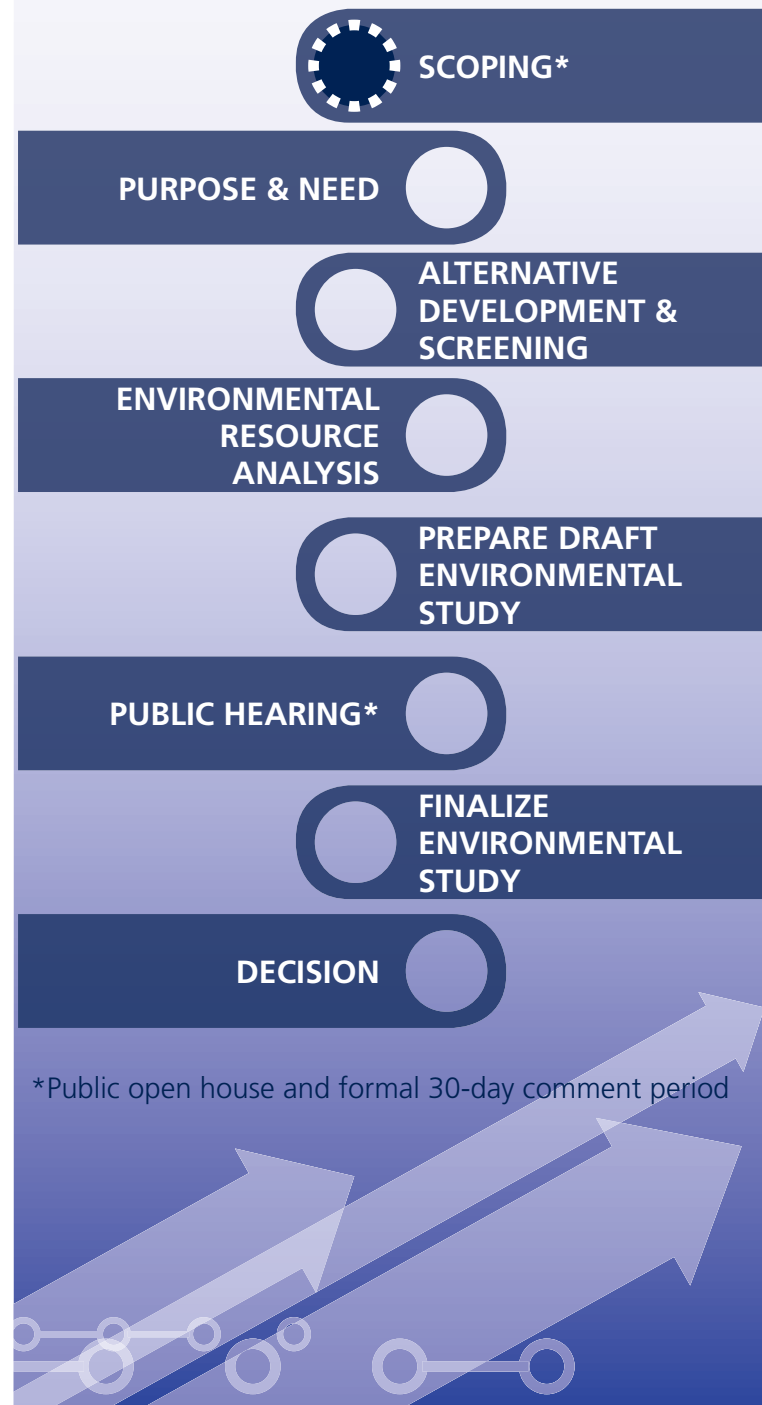 SCOPING*
PURPOSE & NEED
ALTERNATIVE
DEVELOPMENT &
SCREENING
ENVIRONMENTAL
RESOURCE
ANALYSIS
PREPARE DRAFT
ENVIRONMENTAL
STUDY
PUBLIC HEARING*
FINALIZE
ENVIRONMENTAL
STUDY
DECISION
*Public open house and formal 30-day comment period